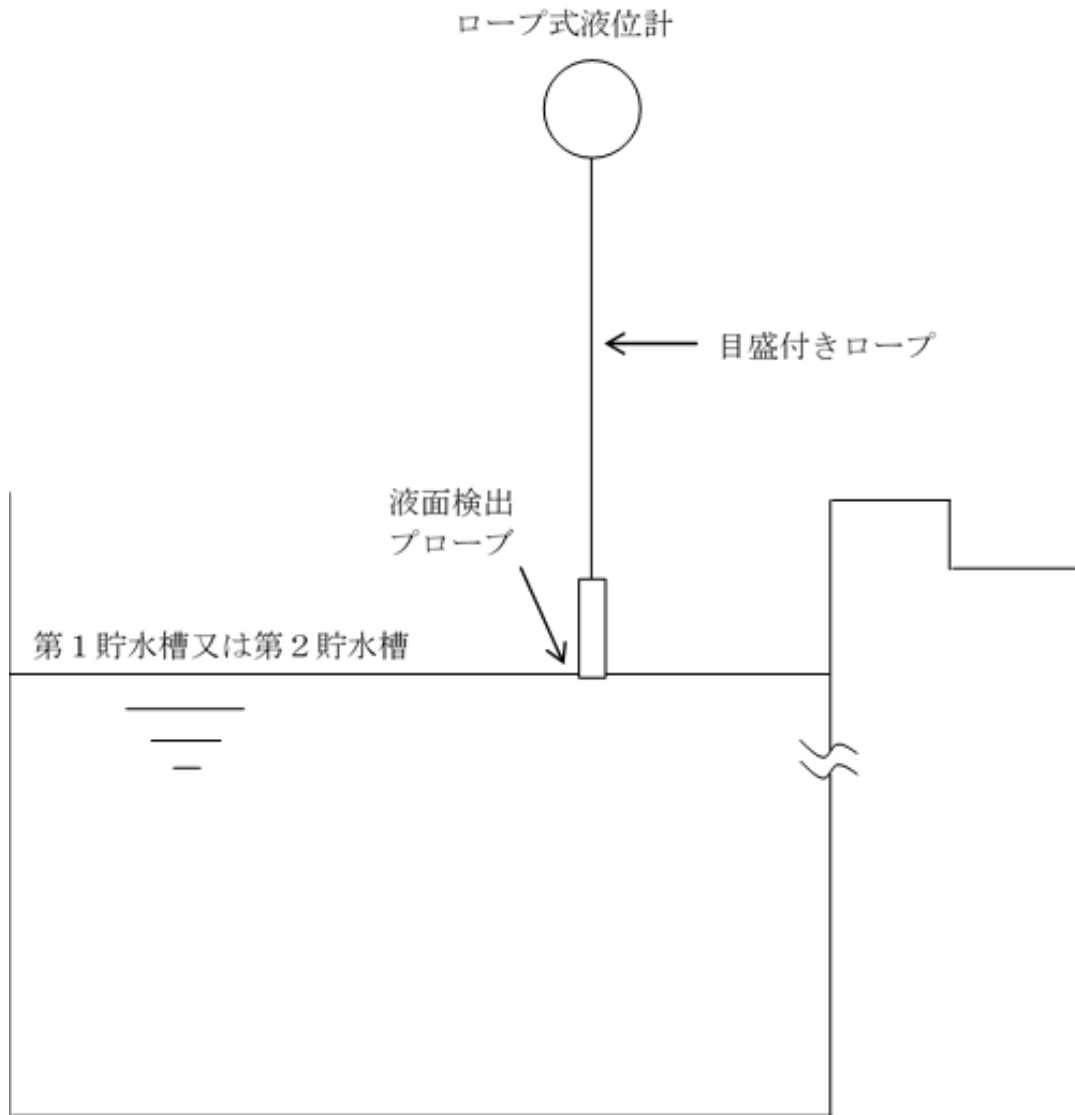 ロープ式液位計
目盛付きロープ
液面検出
プローブ
第１貯水槽又は第２貯水槽